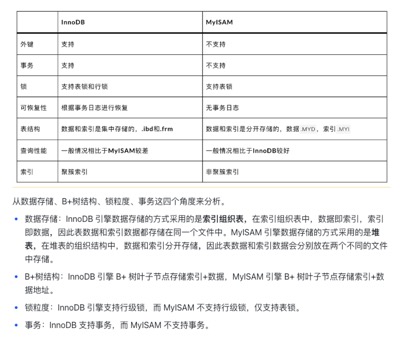 InnoDB MyISAM
外键 支持 不支持
事务 支持 不支持
锁 支持表锁和行锁 支持表锁
可恢复性 根据事务日志进行恢复 无事务日志
表结构 数据和索引是集中存储的，.ibd和.frm 数据和索引是分开存储的，数据 .MYD，索引 .MYI
查询性能 一般情况相比于MyISAM较差 一般情况相比于InnoDB较好
索引 聚簇索引 非聚簇索引
从数据存储、B+树结构、锁粒度、事务这四个角度来分析。
• 数据存储：InnoDB 引擎数据存储的方式采用的是索引组织表，在索引组织表中，数据即索引，索引
即数据，因此表数据和索引数据都存储在同一个文件中。MyISAM 引擎数据存储的方式采用的是堆
表，在堆表的组织结构中，数据和索引分开存储，因此表数据和索引数据会分别放在两个不同的文件
中存储。
• B+树结构：InnoDB 引擎 B+ 树叶子节点存储索引+数据，MyISAM 引擎 B+ 树叶子节点存储索引+数
据地址。
• 锁粒度：InnoDB 引擎支持行级锁，而 MyISAM 不支持行级锁，仅支持表锁。
• 事务：InnoDB 支持事务，而 MyISAM 不支持事务。